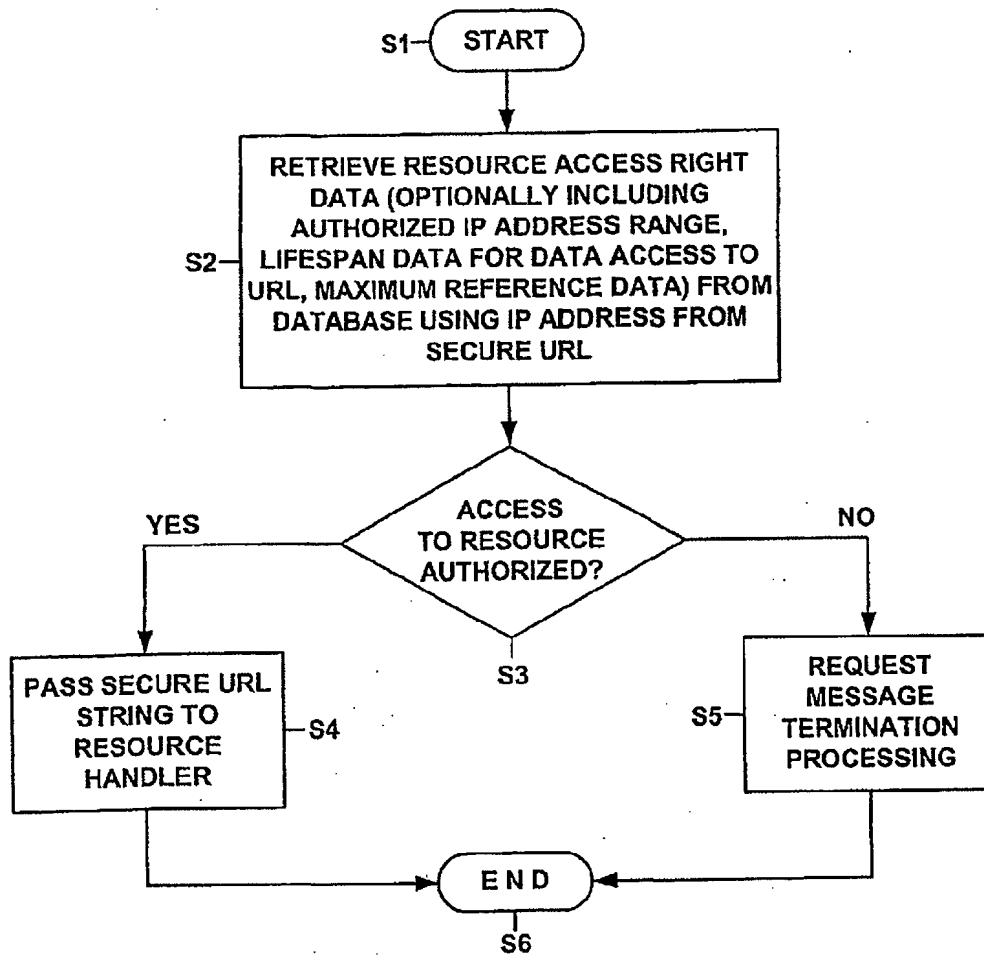 S1
START
RETRIEVE RESOURCE ACCESS RIGHT
DATA (OPTIONALLY INCLUDING
AUTHORIZED IP ADDRESS RANGE,
LIFESPAN DATA FOR DATA ACCESS TO
URL, MAXIMUM REFERENCE DATA) FROM
DATABASE USING IP ADDRESS FROM
SECURE URL
S2
ACCESS
TO RESOURCE
AUTHORIZED?
S3
YES
NO
PASS SECURE URL
STRING TO
RESOURCE
HANDLER
S4
REQUEST
MESSAGE
TERMINATION
PROCESSING
S5
END
S6